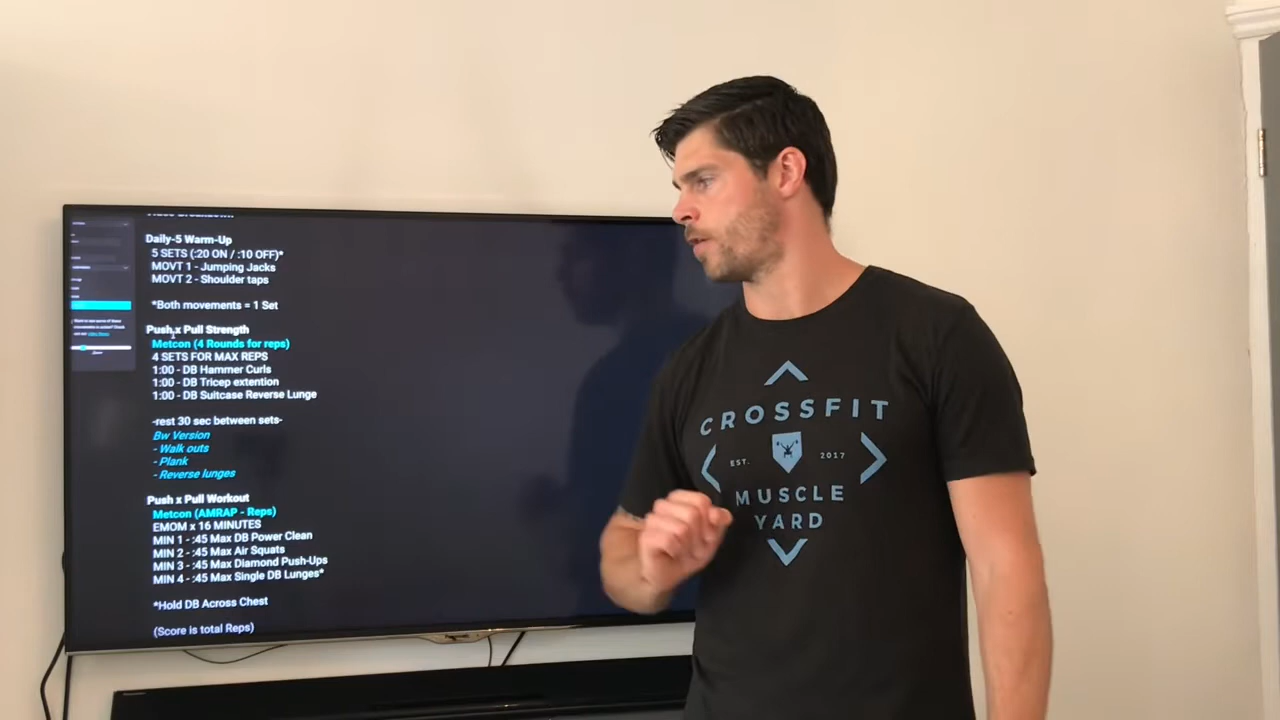 Daily-5 Warm-Up
5 SETS (:20 ON / :10 OFF)*
MOVT 1 - Jumping Jacks
MOVT 2 - Shoulder taps
*Both movements = 1 Set
Push x Pull Strength
Metcon (4 Rounds for reps)
4 SETS FOR MAX REPS
1:00 - DB Hammer Curls
1:00 - DB Tricep extention
1:00 - DB Suitcase Reverse Lunge
-rest 30 sec between sets-
Bw Version
- Walk outs
- Plank
- Reverse lunges
Push x Pull Workout
Metcon (AMRAP - Reps)
EMOM x 16 MINUTES
MIN 1 - :45 Max DB Power Clean
MIN 2 - :45 Max Air Squats
MIN 3 - :45 Max Diamond Push-Ups
MIN 4 - :45 Max Single DB Lunges*
*Hold DB Across Chest
(Score is total Reps)
CROSSFIT
EST. 2017
MUSCLE
YARD